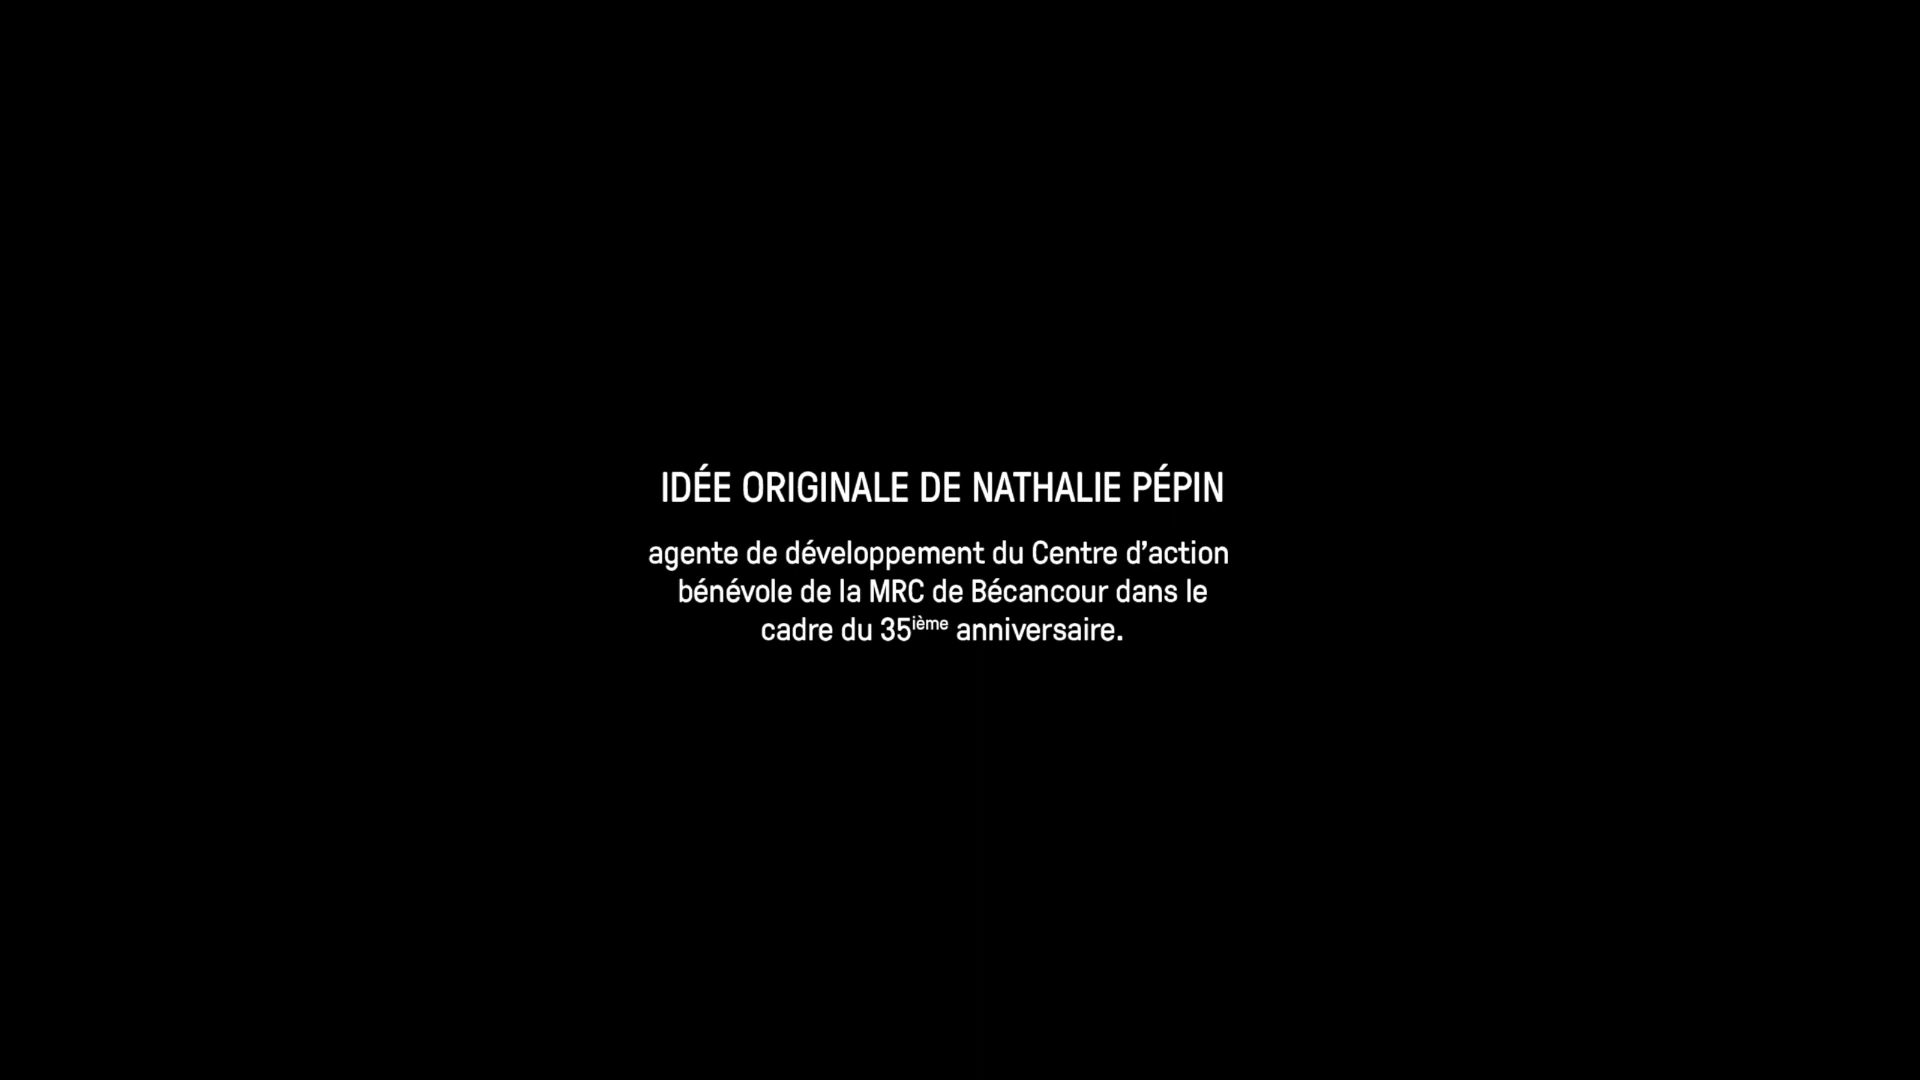 IDÉE ORIGINALE DE NATHALIE PÉPIN
agente de développement du Centre d’action
bénévole de la MRC de Bécancour dans le
cadre du 35ième anniversaire.